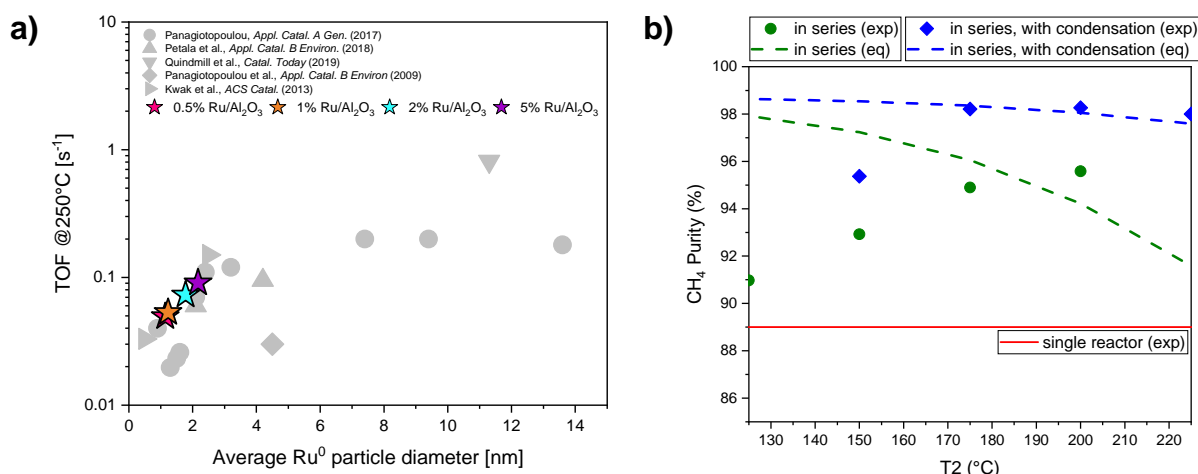 a)
Panagiotopoulou, Appl. Catal. A Gen. (2017)
Petala et al., Appl. Catal. B Environ. (2018)
Quindmill et al., Catal. Today (2019)
Panagiotopoulou et al., Appl. Catal. B Environ (2009)
Kwak et al., ACS Catal. (2013)
0.5% Ru/Al₂O₃ 1% Ru/Al₂O₃ 2% Ru/Al₂O₃ 5% Ru/Al₂O₃
TOF @250°C [s⁻¹]
10
1
0.1
0.01
0 2 4 6 8 10 12 14
Average Ru⁰ particle diameter [nm]
b)
in series (exp) in series, with condensation (exp)
in series (eq) in series, with condensation (eq)
CH₄ Purity (%)
100
98
96
94
92
90
88
86
single reactor (exp)
130 140 150 160 170 180 190 200 210 220
T2 (°C)